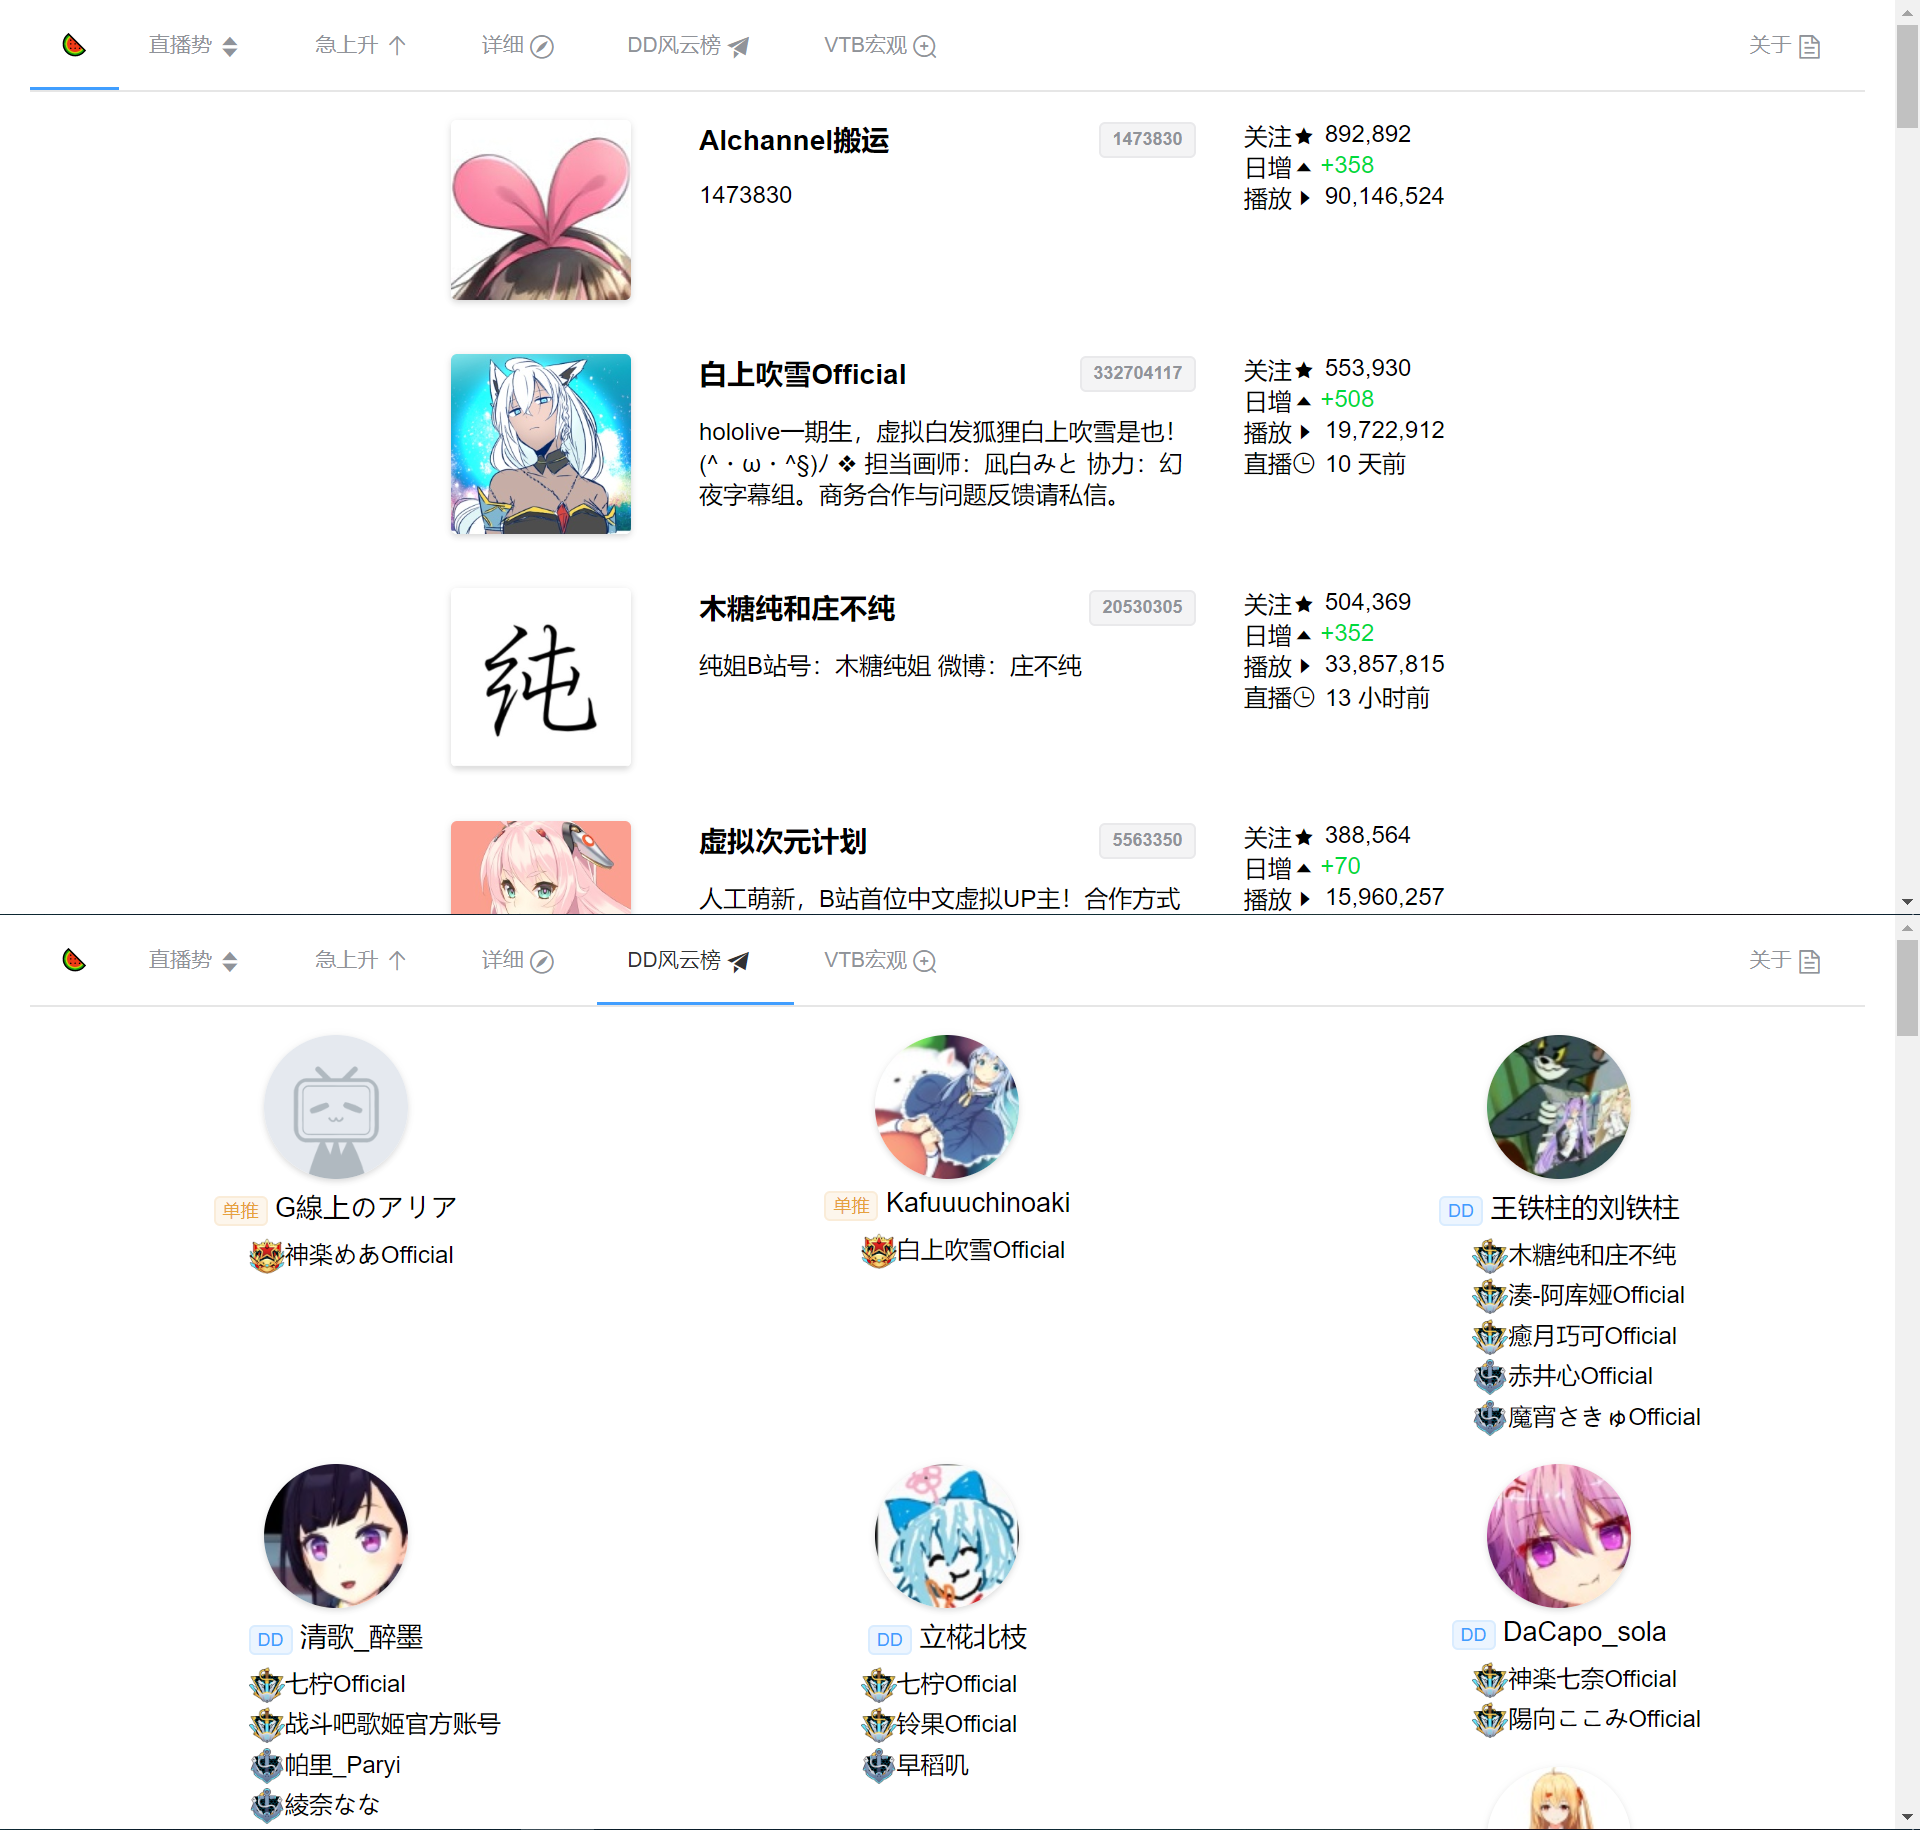 直播势 急上升 详细 DD风云榜 VTB宏观 关于
AIchannel搬运 1473830
1473830
关注 892,892
日增 +358
播放 90,146,524
白上吹雪Official 332704117
hololive一期生，虚拟白发狐狸白上吹雪是也！
(^・ω・^§)ﾉ ❖ 担当画师：凪白みと 协力：幻
夜字幕组。商务合作与问题反馈请私信。
关注 553,930
日增 +508
播放 19,722,912
直播 10 天前
纯
木糖纯和庄不纯 20530305
纯姐B站号：木糖纯姐 微博：庄不纯
关注 504,369
日增 +352
播放 33,857,815
直播 13 小时前
虚拟次元计划 5563350
人工萌新，B站首位中文虚拟UP主！合作方式
关注 388,564
日增 +70
播放 15,960,257
直播势 急上升 详细 DD风云榜 VTB宏观 关于
单推 G線上のアリア
神楽めあOfficial
单推 Kafuuuchinoaki
白上吹雪Official
DD 王铁柱的刘铁柱
木糖纯和庄不纯
湊-阿库娅Official
癒月巧可Official
赤井心Official
魔宵さきゅOfficial
DD 清歌_醉墨
七柠Official
战斗吧歌姬官方账号
帕里_Paryi
綾奈なな
DD 立椛北枝
七柠Official
铃果Official
早稻叽
DD DaCapo_sola
神楽七奈Official
陽向ここみOfficial